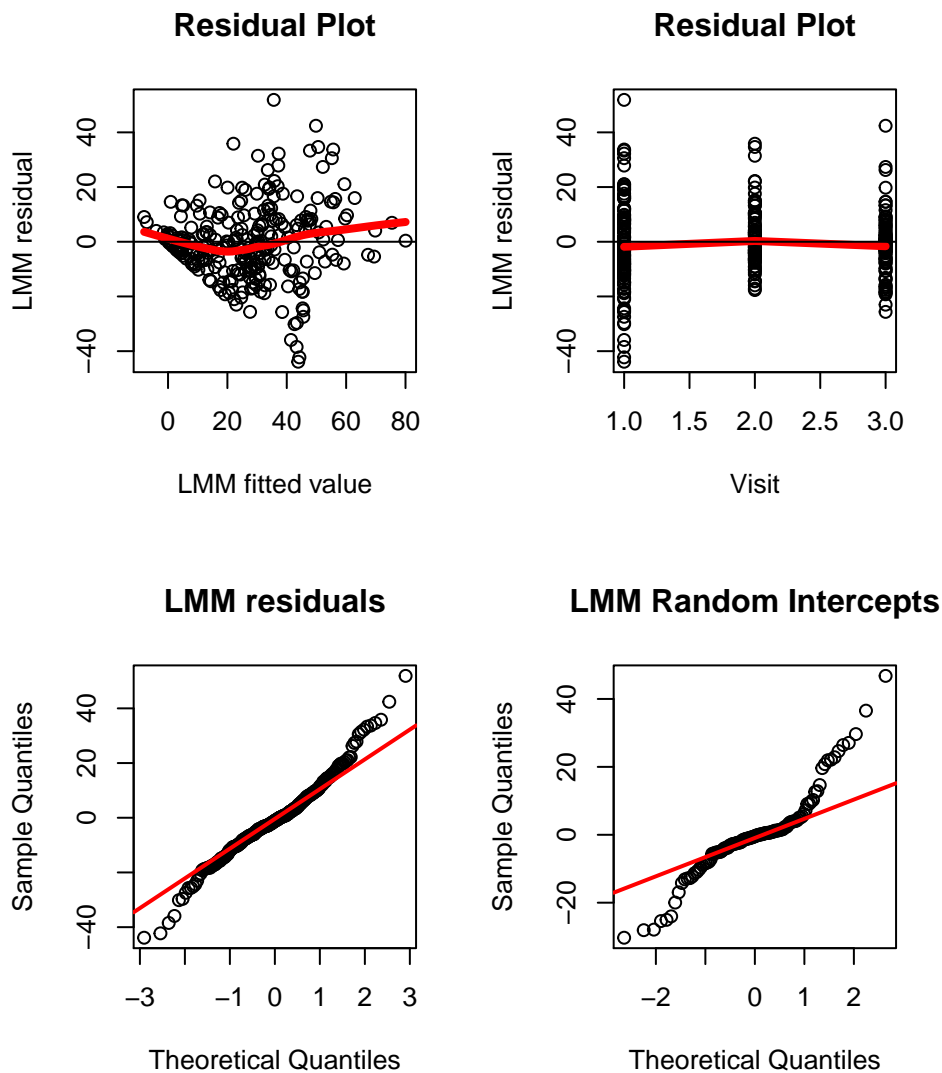 Residual Plot
LMM residual
40
20
0
−40
0 20 40 60 80
LMM fitted value
Residual Plot
LMM residual
40
20
0
−40
1.0 1.5 2.0 2.5 3.0
Visit
LMM residuals
Sample Quantiles
40
20
0
−40
−3 −1 0 1 2 3
Theoretical Quantiles
LMM Random Intercepts
Sample Quantiles
40
20
0
−20
−2 0 1 2
Theoretical Quantiles